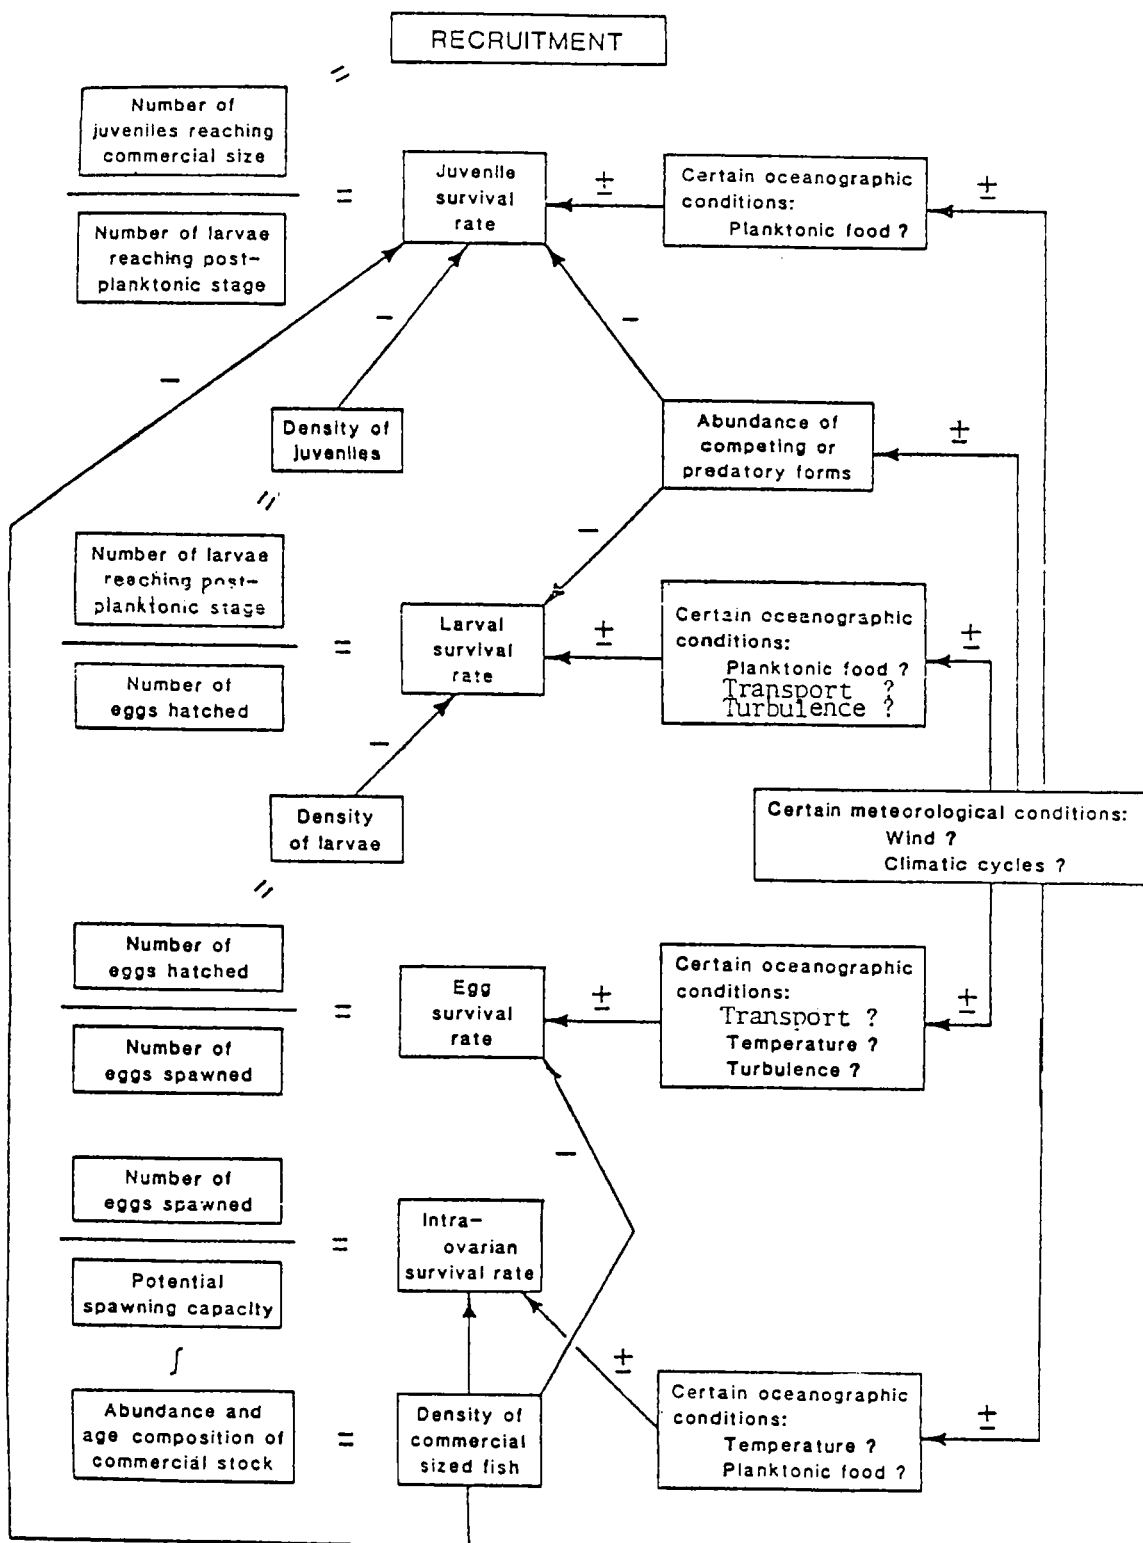 RECRUITMENT
=
Number of
juveniles reaching
commercial size
Number of larvae
reaching post-
planktonic stage
=
Juvenile
survival
rate
±
Certain oceanographic
conditions:
Planktonic food ?
±
-
-
-
Density of
juveniles
Abundance of
competing or
predatory forms
±
=
-
Number of larvae
reaching post-
planktonic stage
Number of
eggs hatched
=
Larval
survival
rate
±
Certain oceanographic
conditions:
Planktonic food ?
Transport ?
Turbulence ?
±
-
Density
of larvae
Certain meteorological conditions:
Wind ?
Climatic cycles ?
=
Number of
eggs hatched
Number of
eggs spawned
=
Egg
survival
rate
±
Certain oceanographic
conditions:
Transport ?
Temperature ?
Turbulence ?
±
-
Number of
eggs spawned
Potential
spawning capacity
=
Intra-
ovarian
survival rate
∫
±
Abundance and
age composition of
commercial stock
=
Density of
commercial
sized fish
Certain oceanographic
conditions:
Temperature ?
Planktonic food ?
±